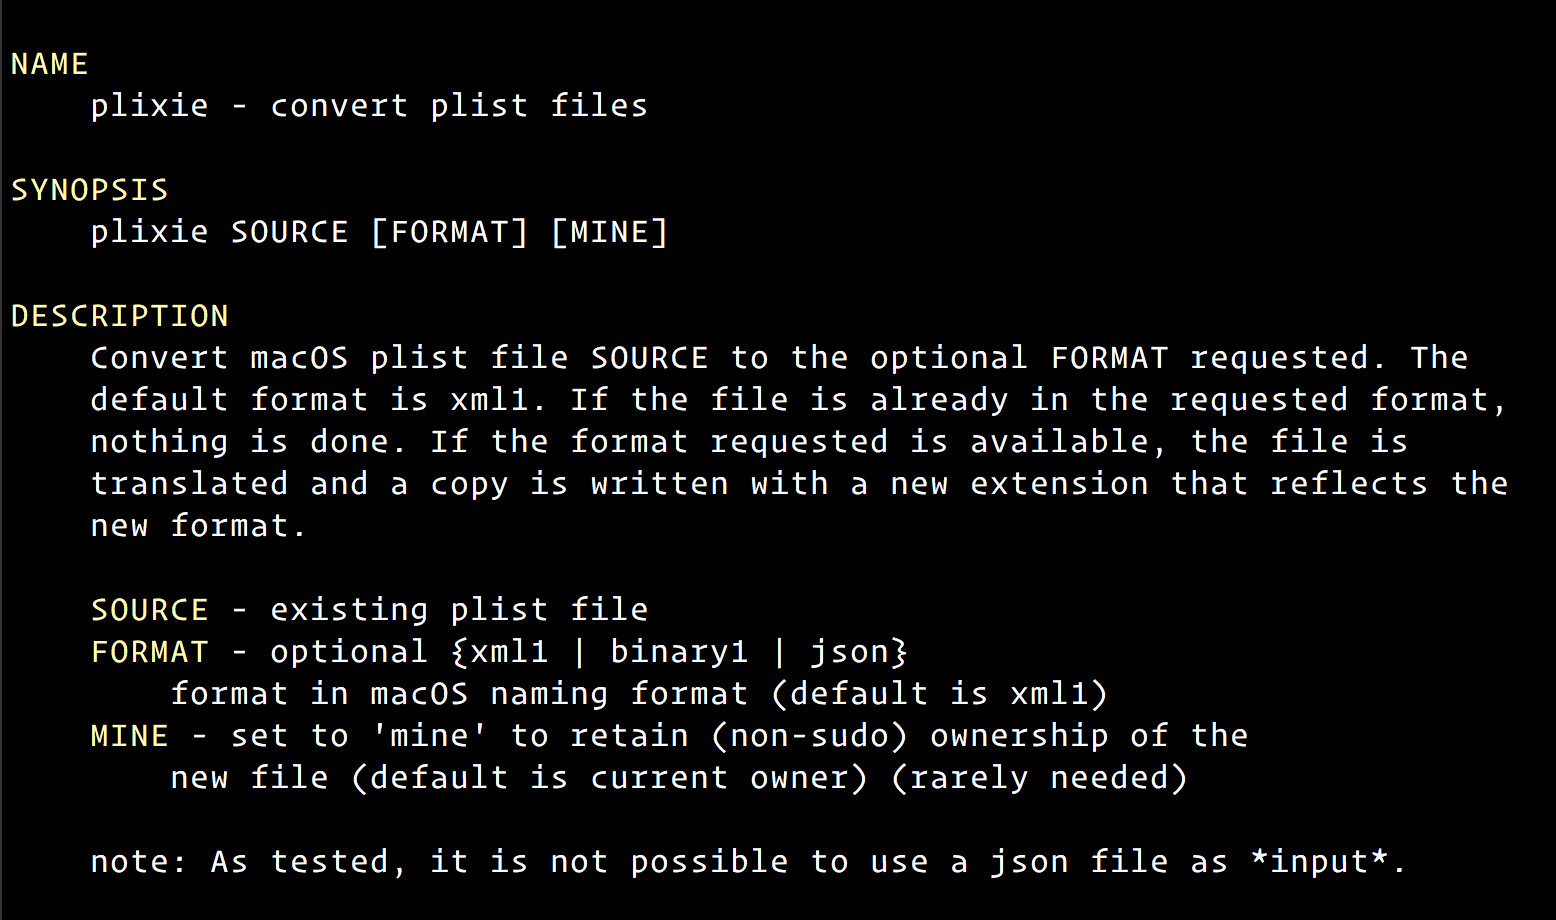 NAME
plixie - convert plist files
SYNOPSIS
plixie SOURCE [FORMAT] [MINE]
DESCRIPTION
Convert macOS plist file SOURCE to the optional FORMAT requested. The
default format is xml1. If the file is already in the requested format,
nothing is done. If the format requested is available, the file is
translated and a copy is written with a new extension that reflects the
new format.
SOURCE - existing plist file
FORMAT - optional {xml1 | binary1 | json}
format in macOS naming format (default is xml1)
MINE - set to 'mine' to retain (non-sudo) ownership of the
new file (default is current owner) (rarely needed)
note: As tested, it is not possible to use a json file as *input*.